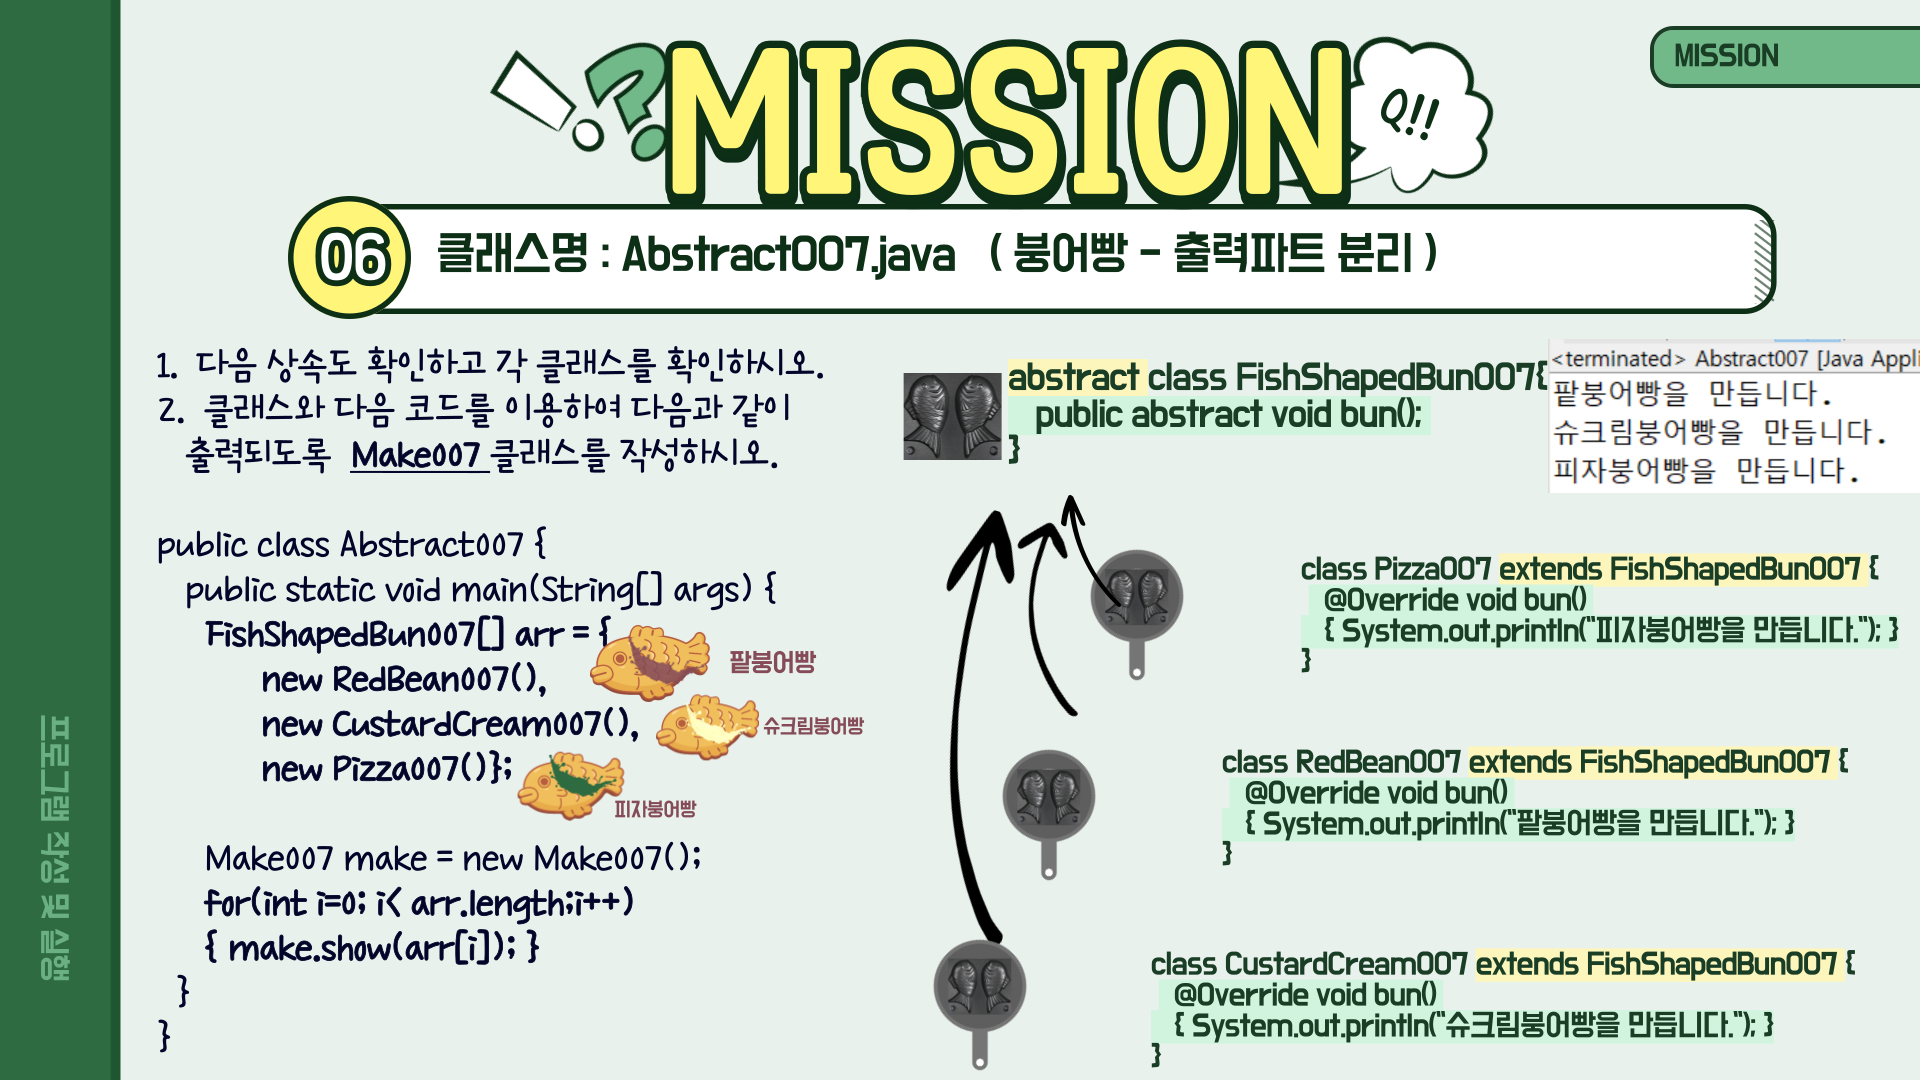 MISSION
!?
MISSION
Q!!
06
클래스명 : Abstract007.java ( 붕어빵 - 출력파트 분리 )
1. 다음 상속도 확인하고 각 클래스를 확인하시오.
2. 클래스와 다음 코드를 이용하여 다음과 같이
출력되도록 Make007 클래스를 작성하시오.
public class Abstract007 {
public static void main(String[] args) {
FishShapedBun007[] arr = {
new RedBean007(),
팥붕어빵
new CustardCream007(),
슈크림붕어빵
new Pizza007()};
피자붕어빵
Make007 make = new Make007();
for(int i=0; i< arr.length;i++)
{ make.show(arr[i]); }
}
}
abstract class FishShapedBun007{
public abstract void bun();
}
<terminated> Abstract007 [Java Appli
팥붕어빵을 만듭니다.
슈크림붕어빵을 만듭니다.
피자붕어빵을 만듭니다.
class Pizza007 extends FishShapedBun007 {
@Override void bun()
{ System.out.println("피자붕어빵을 만듭니다."); }
}
class RedBean007 extends FishShapedBun007 {
@Override void bun()
{ System.out.println("팥붕어빵을 만듭니다."); }
}
class CustardCream007 extends FishShapedBun007 {
@Override void bun()
{ System.out.println("슈크림붕어빵을 만듭니다."); }
}
프로그램 작성 및 실행